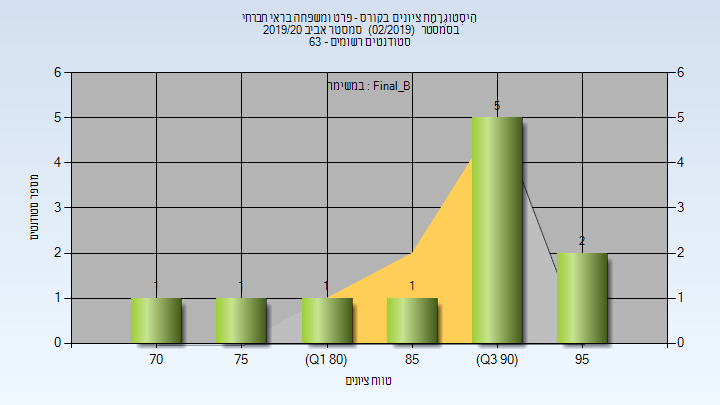 היסטוגרמת ציונים בקורס - פרט ומשפחה בראי חברתי
בסמסטר (02/2019) סמסטר אביב 2019/20
סטודנטים רשומים - 63
במשימה : Final_B
מספר סטודנטים
6 6
5 5
4 4
3 3
2 2
1 1
0 0
1 1 1 1 5 2
70 75 (Q1 80) 85 (Q3 90) 95
טווח ציונים